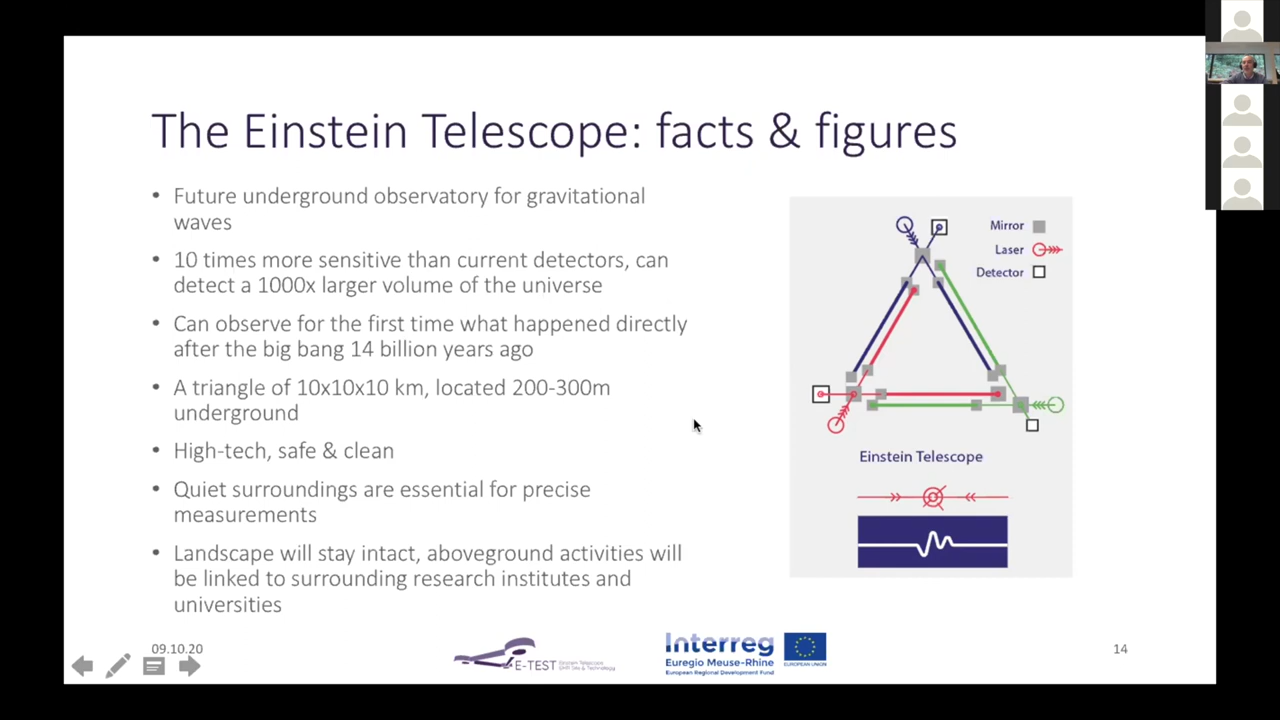 The Einstein Telescope: facts & figures
• Future underground observatory for gravitational
waves
• 10 times more sensitive than current detectors, can
detect a 1000x larger volume of the universe
• Can observe for the first time what happened directly
after the big bang 14 billion years ago
• A triangle of 10x10x10 km, located 200-300m
underground
• High-tech, safe & clean
• Quiet surroundings are essential for precise
measurements
• Landscape will stay intact, aboveground activities will
be linked to surrounding research institutes and
universities
Mirror
Laser
Detector
Einstein Telescope
09.10.20
E-TEST
Einstein Telescope
Interreg
Euregio Meuse-Rhine
European Regional Development Fund
EUROPEAN UNION
14